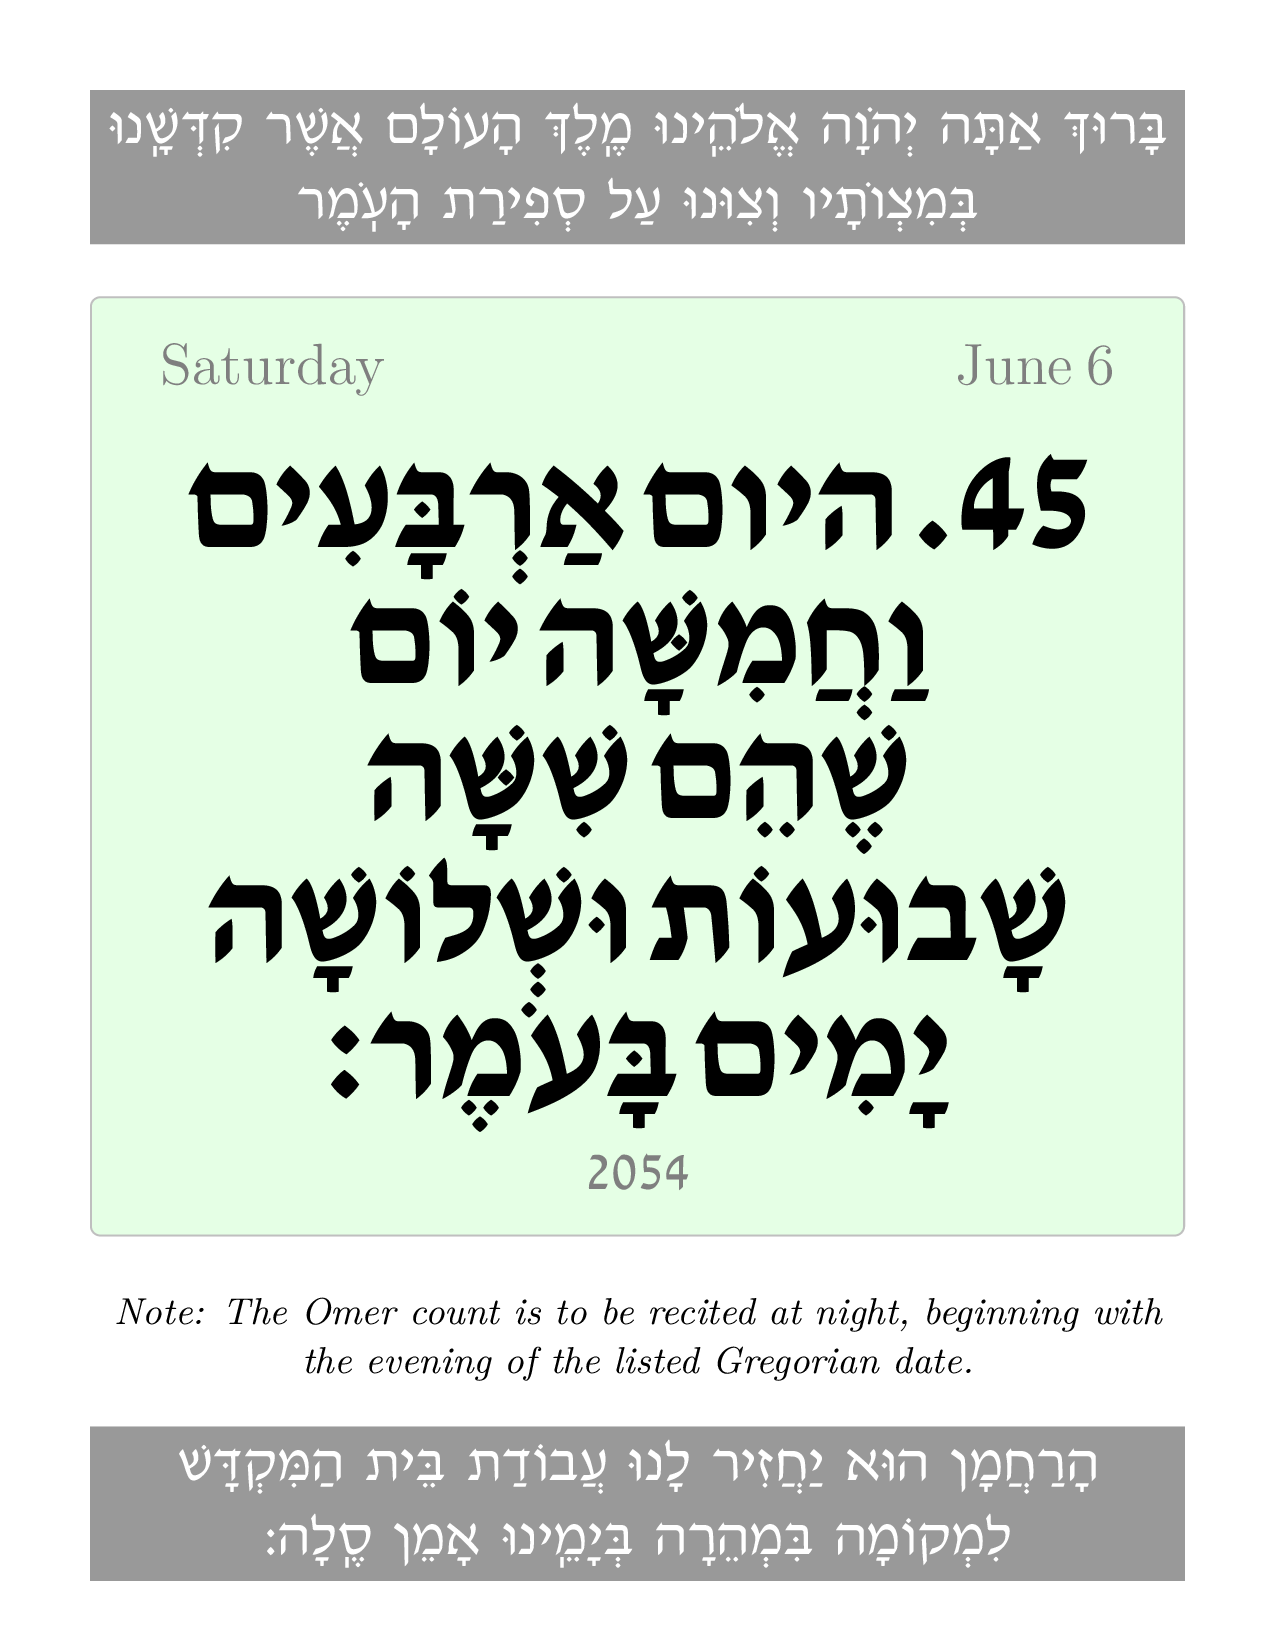 בָּרוּךְ אַתָּה יְהֹוָה אֱלֹהֵֽינוּ מֶֽלֶךְ הָעוֹלָם אֲשֶׁר קִדְּשָֽׁנוּ
בְּמִצְוֹתָיו וְצִוּנוּ עַל סְפִירַת הָעֹֽמֶר
Saturday June 6
45. היום אַרְבָּעִים
וַחֲמִשָּׁה יוֹם
שֶׁהֵם שִׁשָּׁה
שָׁבוּעוֹת וּשְׁלוֹשָׁה
יָמִים בָּעֹמֶר:
2054
Note: The Omer count is to be recited at night, beginning with
the evening of the listed Gregorian date.
הָרַחֲמָן הוּא יַחֲזִיר לָנוּ עֲבוֹדַת בֵּית הַמִּקְדָּשׁ
לִמְקוֹמָה בִּמְהֵרָה בְּיָמֵֽינוּ אָמֵן סֶֽלָה: